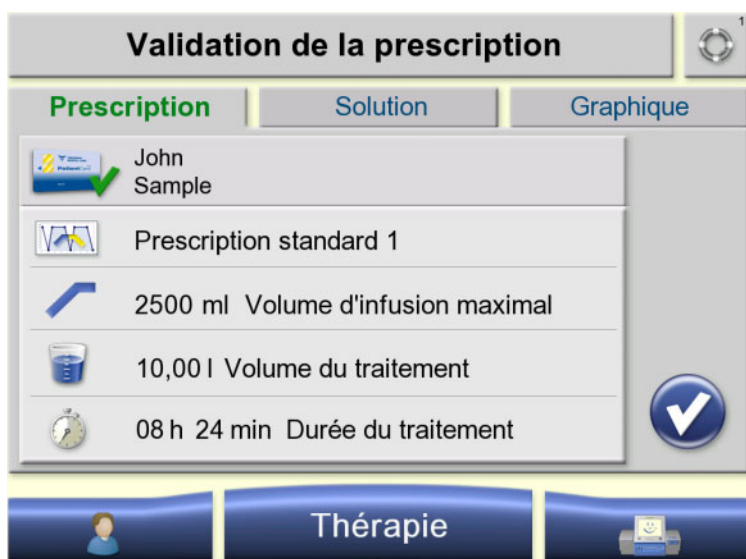 Validation de la prescription
1
Prescription
Solution
Graphique
John
Sample
Prescription standard 1
2500 ml Volume d'infusion maximal
10,00 l Volume du traitement
08 h 24 min Durée du traitement
Thérapie